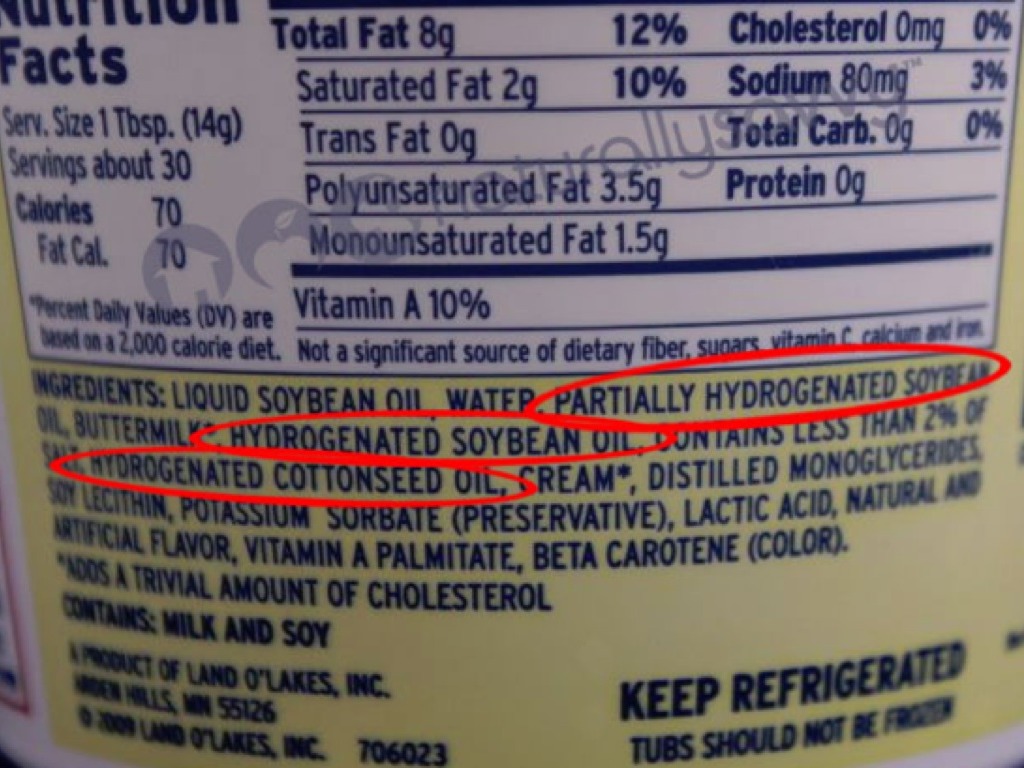 Nutrition
Facts
Serv. Size 1 Tbsp. (14g)
Servings about 30
Calories 70
Fat Cal. 70
*Percent Daily Values (DV) are
based on a 2,000 calorie diet.
Total Fat 8g 12% Cholesterol 0mg 0%
Saturated Fat 2g 10% Sodium 80mg 3%
Trans Fat 0g Total Carb. 0g 0%
Polyunsaturated Fat 3.5g Protein 0g
Monounsaturated Fat 1.5g
Vitamin A 10%
Not a significant source of dietary fiber, sugars, vitamin C, calcium and iron.
naturallysavvy™
INGREDIENTS: LIQUID SOYBEAN OIL, WATER, PARTIALLY HYDROGENATED SOYBEAN
OIL, BUTTERMILK*, HYDROGENATED SOYBEAN OIL, CONTAINS LESS THAN 2% OF
SALT, HYDROGENATED COTTONSEED OIL, CREAM*, DISTILLED MONOGLYCERIDES,
SOY LECITHIN, POTASSIUM SORBATE (PRESERVATIVE), LACTIC ACID, NATURAL AND
ARTIFICIAL FLAVOR, VITAMIN A PALMITATE, BETA CAROTENE (COLOR).
*ADDS A TRIVIAL AMOUNT OF CHOLESTEROL
CONTAINS: MILK AND SOY
A PRODUCT OF LAND O'LAKES, INC.
ARDEN HILLS, MN 55126
© 2009 LAND O'LAKES, INC. 706023
KEEP REFRIGERATED
TUBS SHOULD NOT BE FROZEN